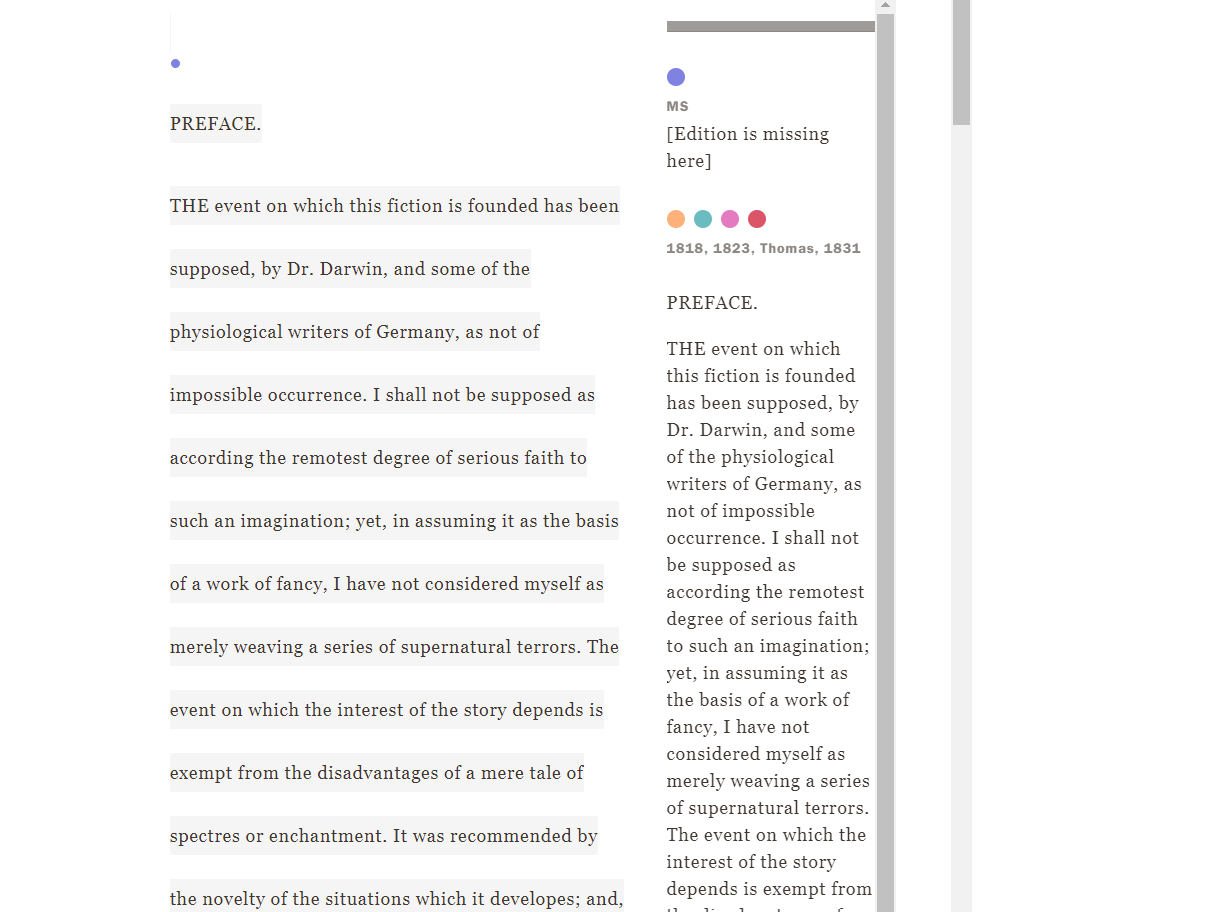 PREFACE.
THE event on which this fiction is founded has been
supposed, by Dr. Darwin, and some of the
physiological writers of Germany, as not of
impossible occurrence. I shall not be supposed as
according the remotest degree of serious faith to
such an imagination; yet, in assuming it as the basis
of a work of fancy, I have not considered myself as
merely weaving a series of supernatural terrors. The
event on which the interest of the story depends is
exempt from the disadvantages of a mere tale of
spectres or enchantment. It was recommended by
the novelty of the situations which it developes; and,
MS
[Edition is missing
here]
1818, 1823, Thomas, 1831
PREFACE.
THE event on which
this fiction is founded
has been supposed, by
Dr. Darwin, and some
of the physiological
writers of Germany, as
not of impossible
occurrence. I shall not
be supposed as
according the remotest
degree of serious faith
to such an imagination;
yet, in assuming it as
the basis of a work of
fancy, I have not
considered myself as
merely weaving a series
of supernatural terrors.
The event on which the
interest of the story
depends is exempt from